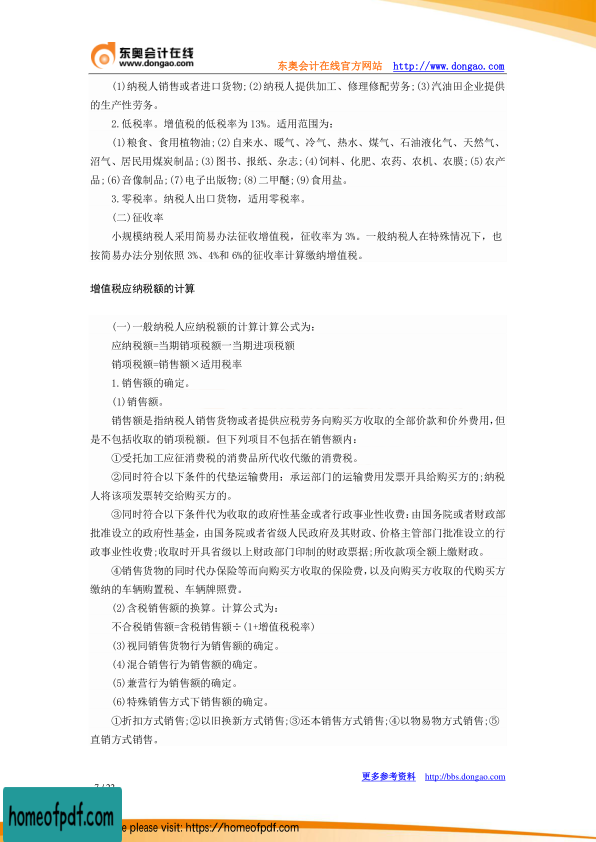 东奥会计在线
www.dongao.com
东奥会计在线官方网站 http://www.dongao.com
(1)纳税人销售或者进口货物;(2)纳税人提供加工、修理修配劳务;(3)汽油田企业提供
的生产性劳务。
2.低税率。增值税的低税率为13%。适用范围为:
(1)粮食、食用植物油;(2)自来水、暖气、冷气、热水、煤气、石油液化气、天然气、
沼气、居民用煤炭制品;(3)图书、报纸、杂志;(4)饲料、化肥、农药、农机、农膜;(5)农产
品;(6)音像制品;(7)电子出版物;(8)二甲醚;(9)食用盐。
3.零税率。纳税人出口货物,适用零税率。
(二)征收率
小规模纳税人采用简易办法征收增值税,征收率为3%。一般纳税人在特殊情况下,也
按简易办法分别依照3%、4%和6%的征收率计算缴纳增值税。
增值税应纳税额的计算
(一)一般纳税人应纳税额的计算计算公式为:
应纳税额=当期销项税额一当期进项税额
销项税额=销售额×适用税率
1.销售额的确定。
(1)销售额。
销售额是指纳税人销售货物或者提供应税劳务向购买方收取的全部价款和价外费用,但
是不包括收取的销项税额。但下列项目不包括在销售额内:
①受托加工应征消费税的消费品所代收代缴的消费税。
②同时符合以下条件的代垫运输费用:承运部门的运输费用发票开具给购买方的;纳税
人将该项发票转交给购买方的。
③同时符合以下条件代为收取的政府性基金或者行政事业性收费:由国务院或者财政部
批准设立的政府性基金,由国务院或者省级人民政府及其财政、价格主管部门批准设立的行
政事业性收费;收取时开具省级以上财政部门印制的财政票据;所收款项全额上缴财政。
④销售货物的同时代办保险等而向购买方收取的保险费,以及向购买方收取的代购买方
缴纳的车辆购置税、车辆牌照费。
(2)含税销售额的换算。计算公式为:
不合税销售额=含税销售额÷(1+增值税税率)
(3)视同销售货物行为销售额的确定。
(4)混合销售行为销售额的确定。
(5)兼营行为销售额的确定。
(6)特殊销售方式下销售额的确定。
①折扣方式销售;②以旧换新方式销售;③还本销售方式销售;④以物易物方式销售;⑤
直销方式销售。
更多参考资料 http://bbs.dongao.com
7 / 23
homeofpdf.com
e please visit: https://homeofpdf.com